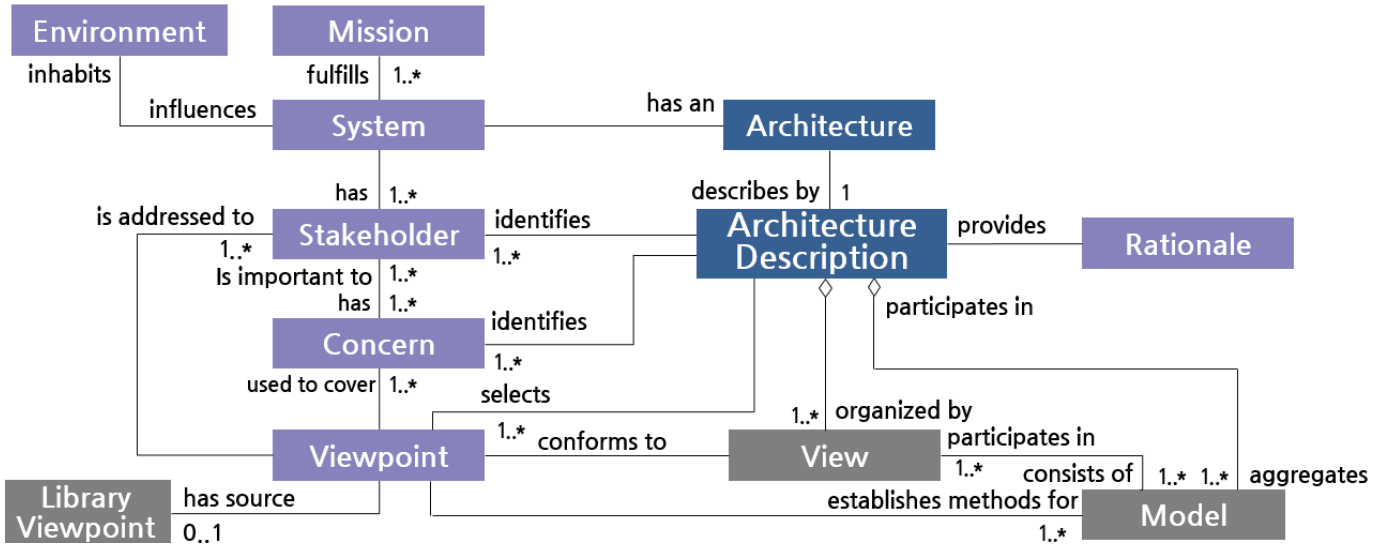 Environment
Mission
inhabits
fulfills
1..*
influences
System
has an
Architecture
has
1..*
describes by
1
is addressed to
1..*
Stakeholder
identifies
1..*
Architecture
Description
provides
Rationale
Is important to
1..*
has
1..*
participates in
Concern
identifies
1..*
used to cover
1..*
selects
1..*
1..*
organized by
Viewpoint
conforms to
View
participates in
1..*
consists of
1..*
1..*
aggregates
Library
Viewpoint
has source
0..1
establishes methods for
1..*
Model